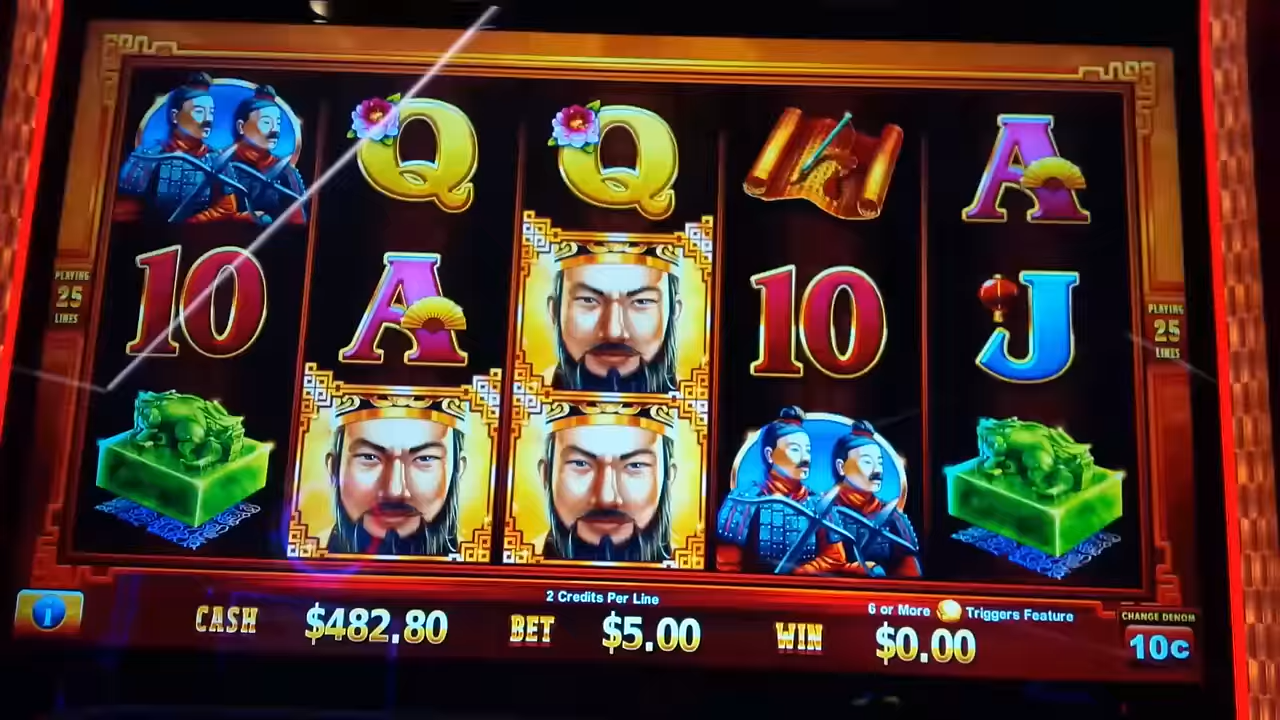 Q
Q
A
10
A
10
J
PLAYING
25
LINES
PLAYING
25
LINES
2 Credits Per Line
6 or More Triggers Feature
CASH $482.80 BET $5.00 WIN $0.00
CHANGE DENOM
10¢
i